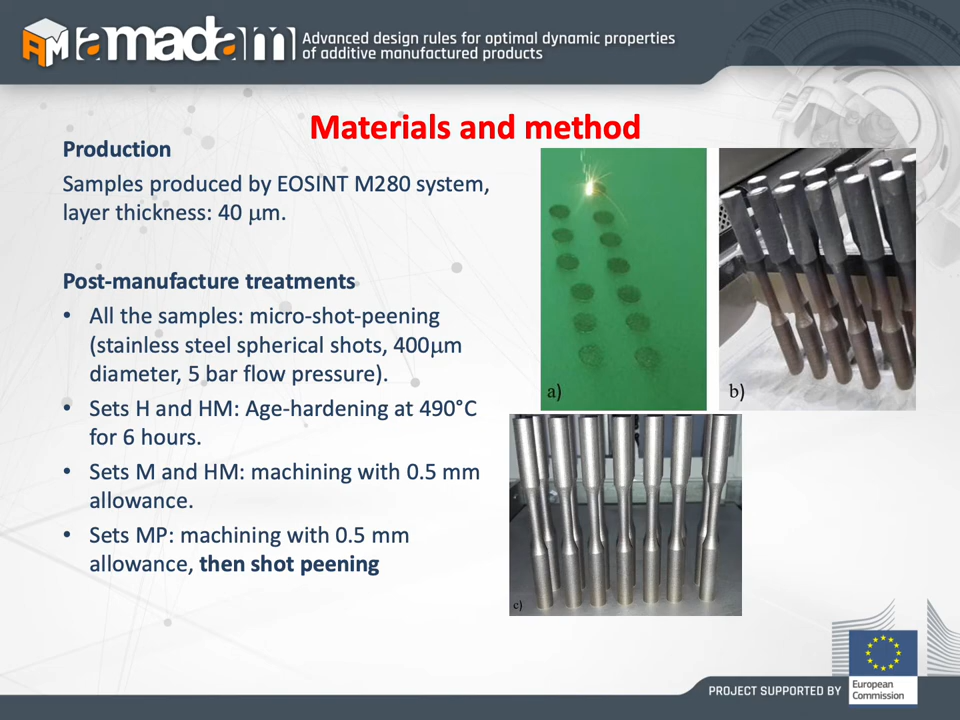 AM amadam
Advanced design rules for optimal dynamic properties
of additive manufactured products
Materials and method
Production
Samples produced by EOSINT M280 system,
layer thickness: 40 μm.
Post-manufacture treatments
• All the samples: micro-shot-peening
(stainless steel spherical shots, 400μm
diameter, 5 bar flow pressure).
• Sets H and HM: Age-hardening at 490°C
for 6 hours.
• Sets M and HM: machining with 0.5 mm
allowance.
• Sets MP: machining with 0.5 mm
allowance, then shot peening
a)
b)
c)
PROJECT SUPPORTED BY
European
Commission